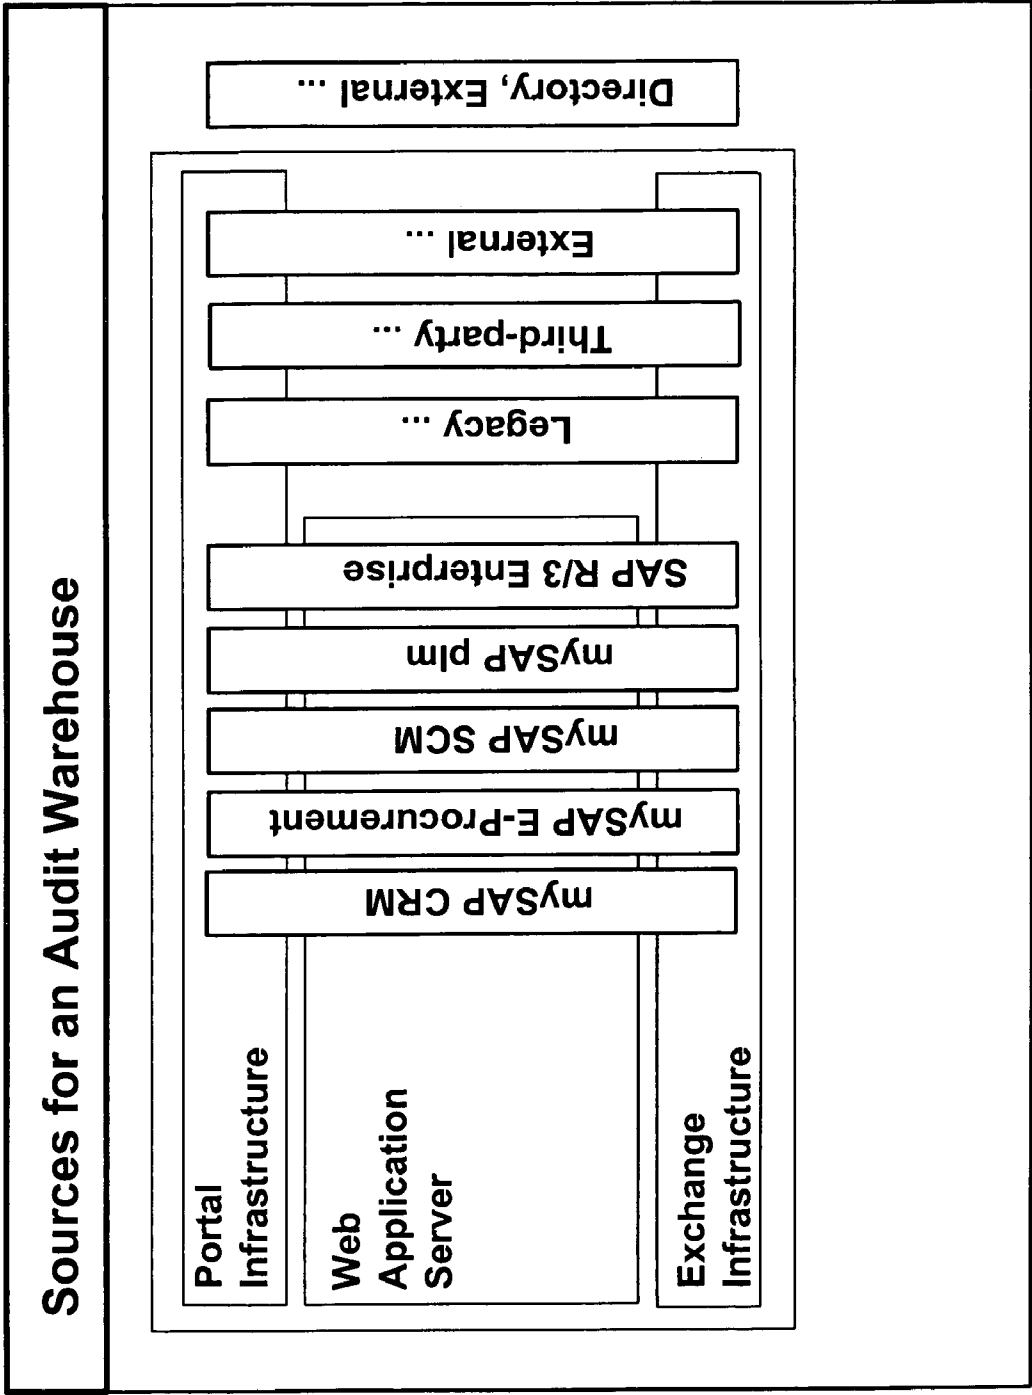 Sources for an Audit Warehouse
Portal
Infrastructure
Web
Application
Server
Exchange
Infrastructure
mySAP CRM
mySAP E-Procurement
mySAP SCM
mySAP plm
SAP R/3 Enterprise
Legacy ...
Third-party ...
External ...
Directory, External ...